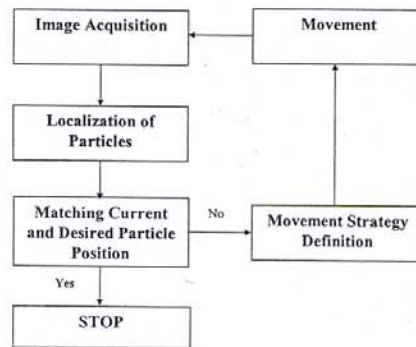 Image Acquisition
Movement
Localization of
Particles
Matching Current
and Desired Particle
Position
No
Movement Strategy
Definition
Yes
STOP